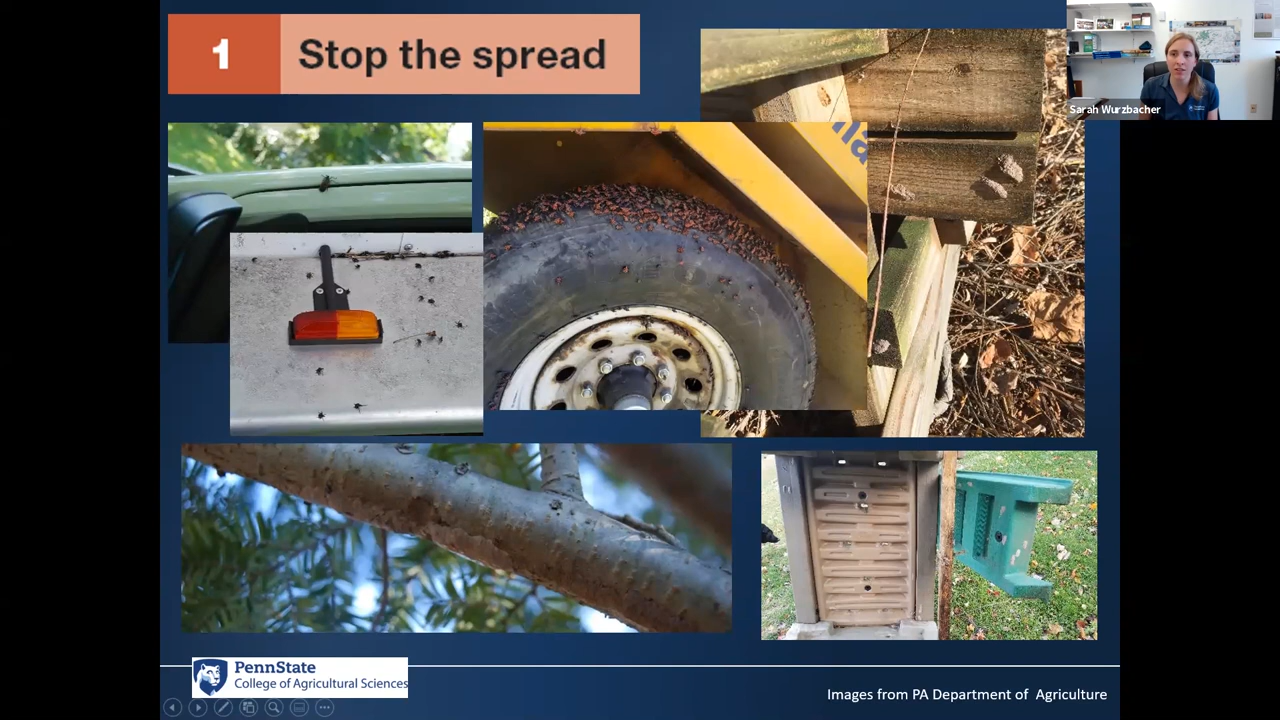 1 Stop the spread
Sarah Wurzbacher
PennState
College of Agricultural Sciences
Images from PA Department of Agriculture